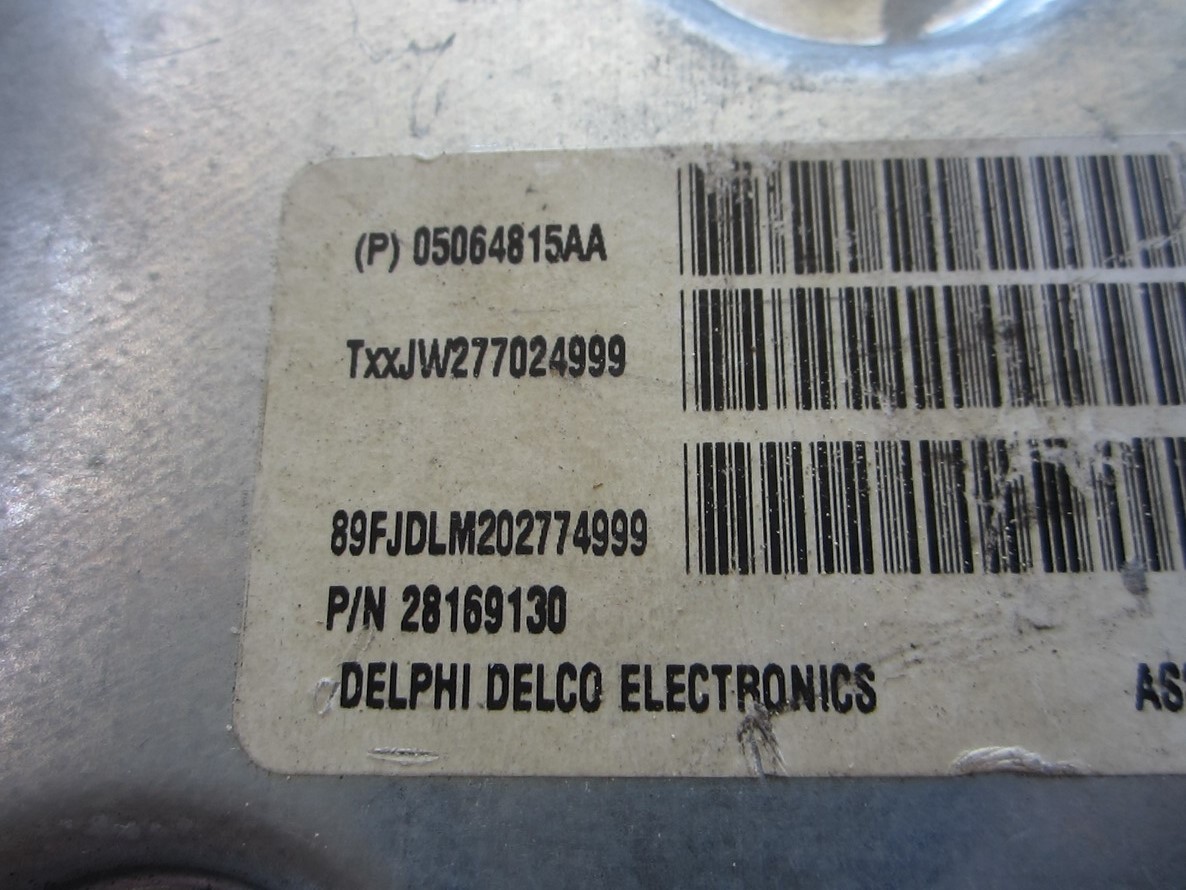 (P) 05064815AA
TxxJW277024999
89FJDLM202774999
P/N 28169130
DELPHI DELCO ELECTRONICS